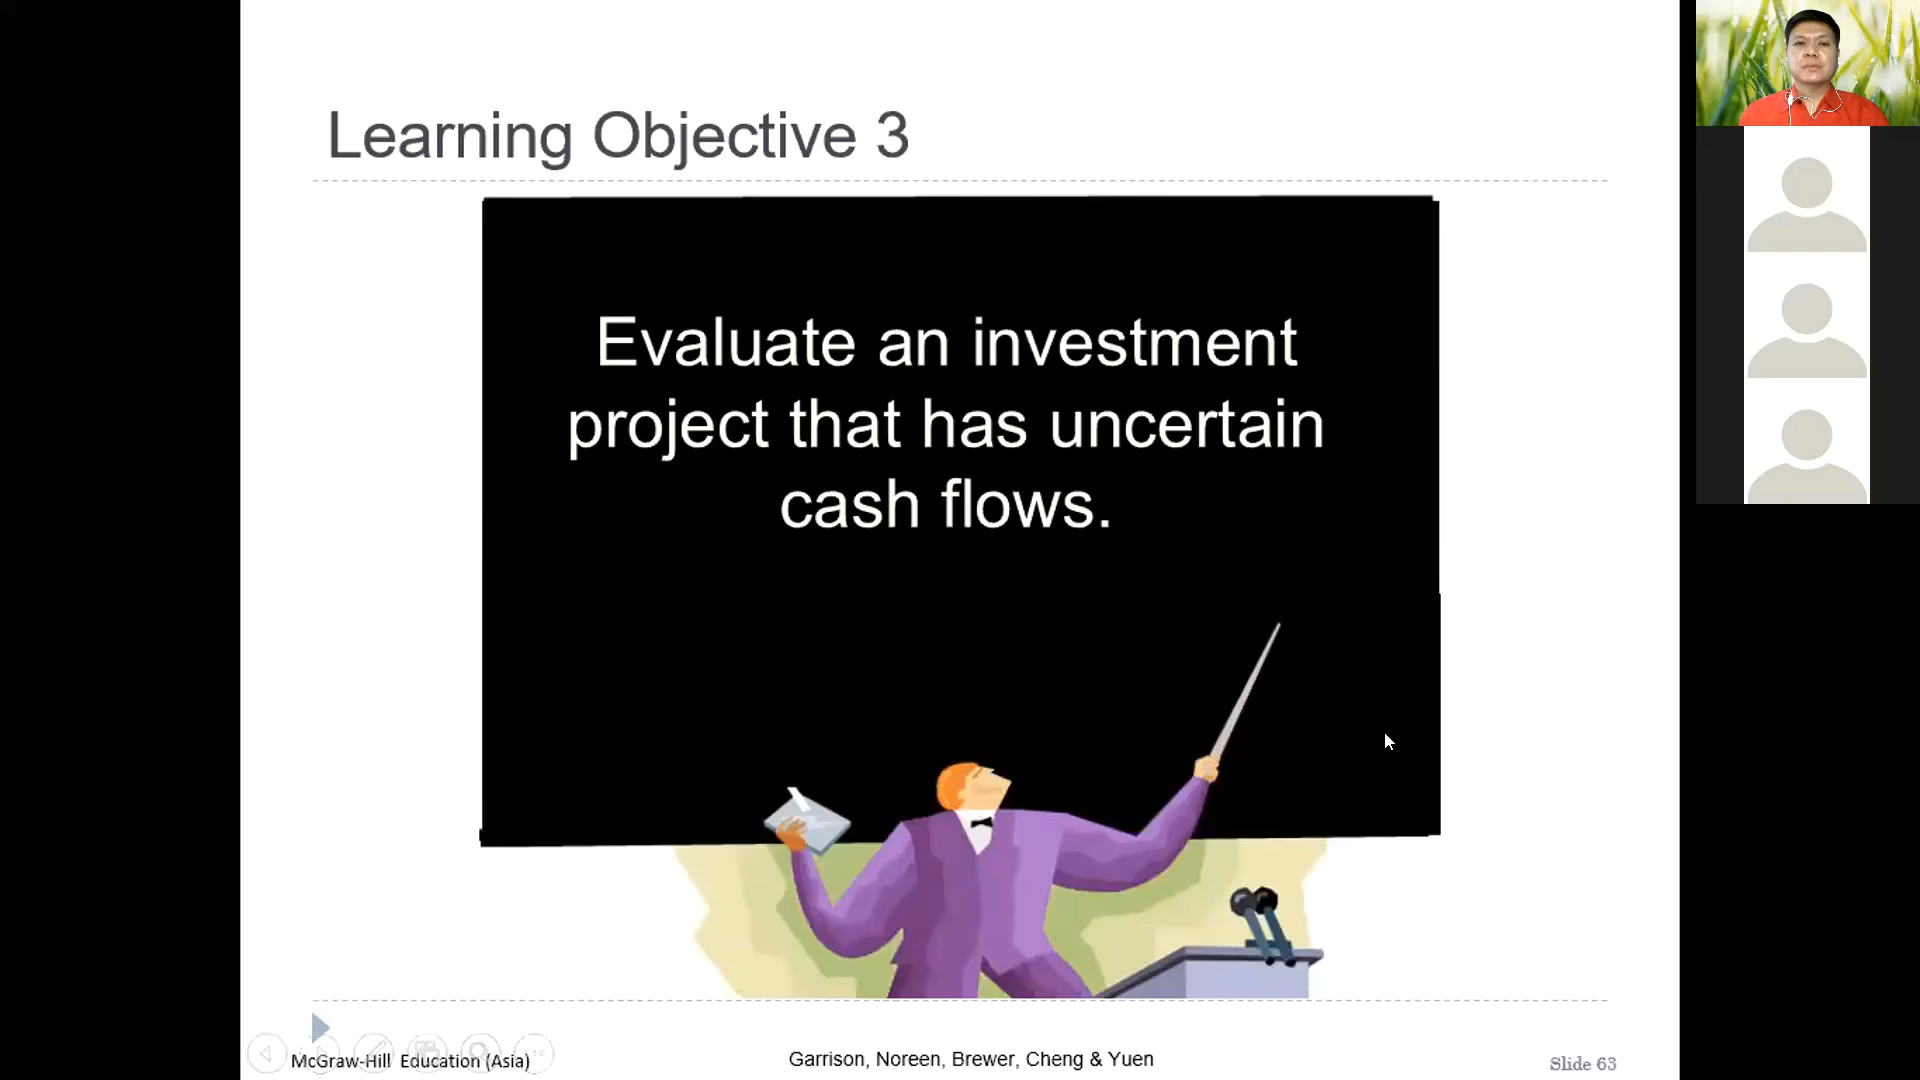 Learning Objective 3
Evaluate an investment
project that has uncertain
cash flows.
McGraw-Hill Education (Asia)
Garrison, Noreen, Brewer, Cheng & Yuen
Slide 63